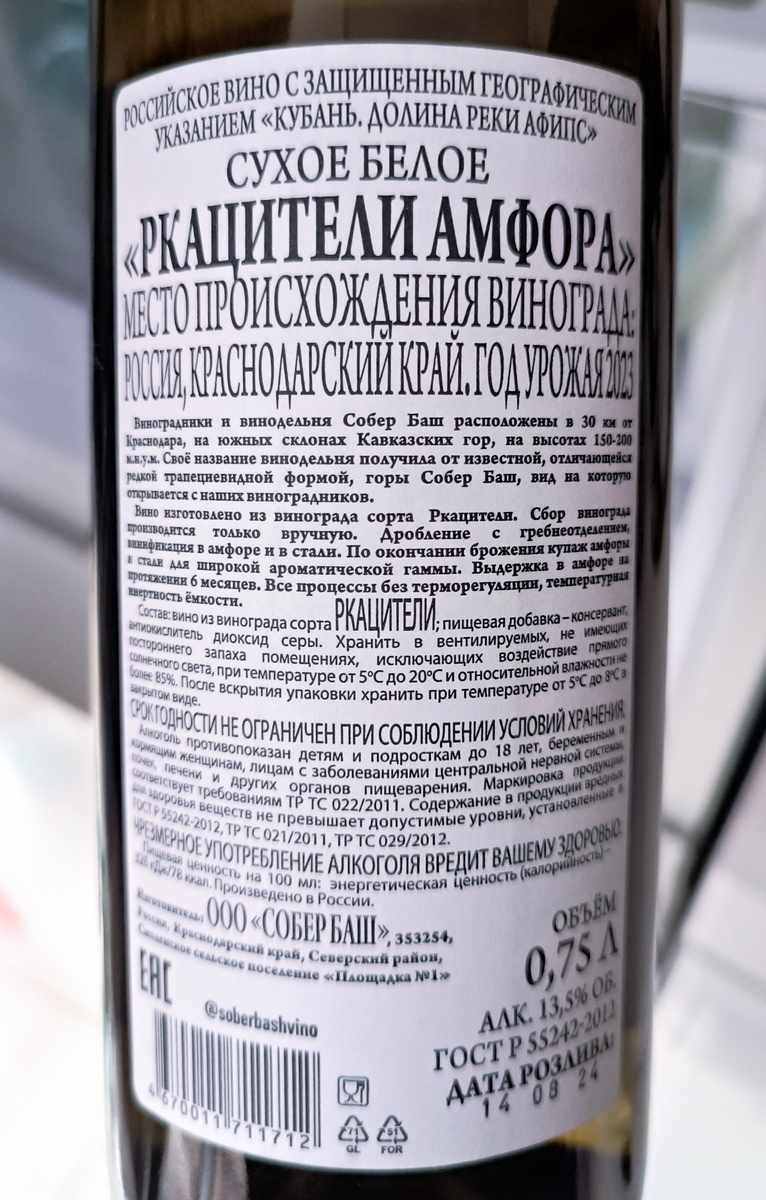 РОССИЙСКОЕ ВИНО С ЗАЩИЩЕННЫМ ГЕОГРАФИЧЕСКИМ
УКАЗАНИЕМ «КУБАНЬ. ДОЛИНА РЕКИ АФИПС»
СУХОЕ БЕЛОЕ
«РКАЦИТЕЛИ АМФОРА»
МЕСТО ПРОИСХОЖДЕНИЯ ВИНОГРАДА:
РОССИЯ, КРАСНОДАРСКИЙ КРАЙ. ГОД УРОЖАЯ 2023
Виноградники и винодельня Собер Баш расположены в 30 км от
Краснодара, на южных склонах Кавказских гор, на высотах 150-200
м.н.у.м. Своё название винодельня получила от известной, отличающейся
редкой трапециевидной формой, горы Собер Баш, вид на которую
открывается с наших виноградников.
Вино изготовлено из винограда сорта Ркацители. Сбор винограда
производится только вручную. Дробление с гребнеотделением,
винификация в амфоре и в стали. По окончании брожения купаж амфоры
и стали для широкой ароматической гаммы. Выдержка в амфоре на
протяжении 6 месяцев. Все процессы без терморегуляции, температурная
инертность ёмкости.
Состав: вино из винограда сорта РКАЦИТЕЛИ; пищевая добавка – консервант,
антиокислитель диоксид серы. Хранить в вентилируемых, не имеющих
постороннего запаха помещениях, исключающих воздействие прямого
солнечного света, при температуре от 5°С до 20°С и относительной влажности не
более 85%. После вскрытия упаковки хранить при температуре от 5°С до 8°С в
закрытом виде.
СРОК ГОДНОСТИ НЕ ОГРАНИЧЕН ПРИ СОБЛЮДЕНИИ УСЛОВИЙ ХРАНЕНИЯ.
Алкоголь противопоказан детям и подросткам до 18 лет, беременным и
кормящим женщинам, лицам с заболеваниями центральной нервной системы,
почек, печени и других органов пищеварения. Маркировка продукции
соответствует требованиям ТР ТС 022/2011. Содержание в продукции вредных
для здоровья веществ не превышает допустимые уровни, установленные в
ГОСТ Р 55242-2012, ТР ТС 021/2011, ТР ТС 029/2012.
ЧРЕЗМЕРНОЕ УПОТРЕБЛЕНИЕ АЛКОГОЛЯ ВРЕДИТ ВАШЕМУ ЗДОРОВЬЮ.
Пищевая ценность на 100 мл: энергетическая ценность (калорийность) –
326 кДж/78 ккал. Произведено в России.
Изготовитель: ООО «СОБЕР БАШ», 353254,
Россия, Краснодарский край, Северский район,
Смоленское сельское поселение «Площадка №1»
ЕАС
@soberbashvino
4670011711712
GL
71
FOR
51
ОБЪЁМ
0,75 Л
АЛК. 13,5% ОБ.
ГОСТ Р 55242-2012
ДАТА РОЗЛИВА:
14 08 24